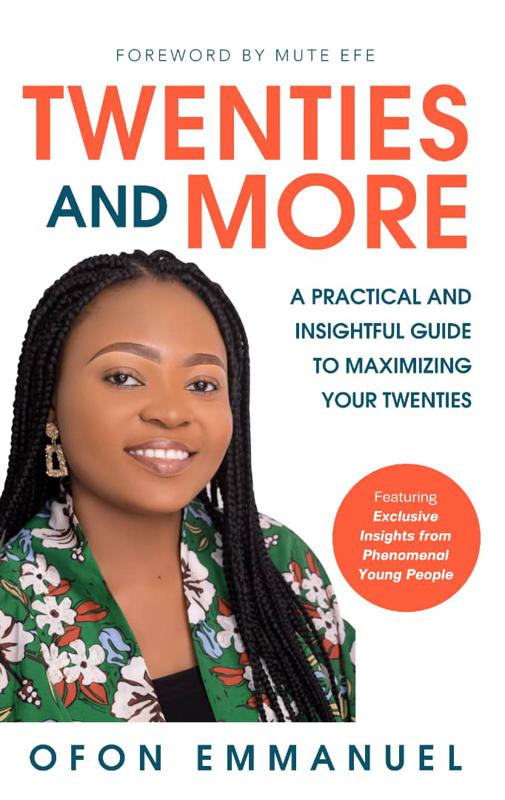 FOREWORD BY MUTE EFE
TWENTIES
AND MORE
A PRACTICAL AND
INSIGHTFUL GUIDE
TO MAXIMIZING
YOUR TWENTIES
Featuring
Exclusive
Insights from
Phenomenal
Young People
OFON EMMANUEL